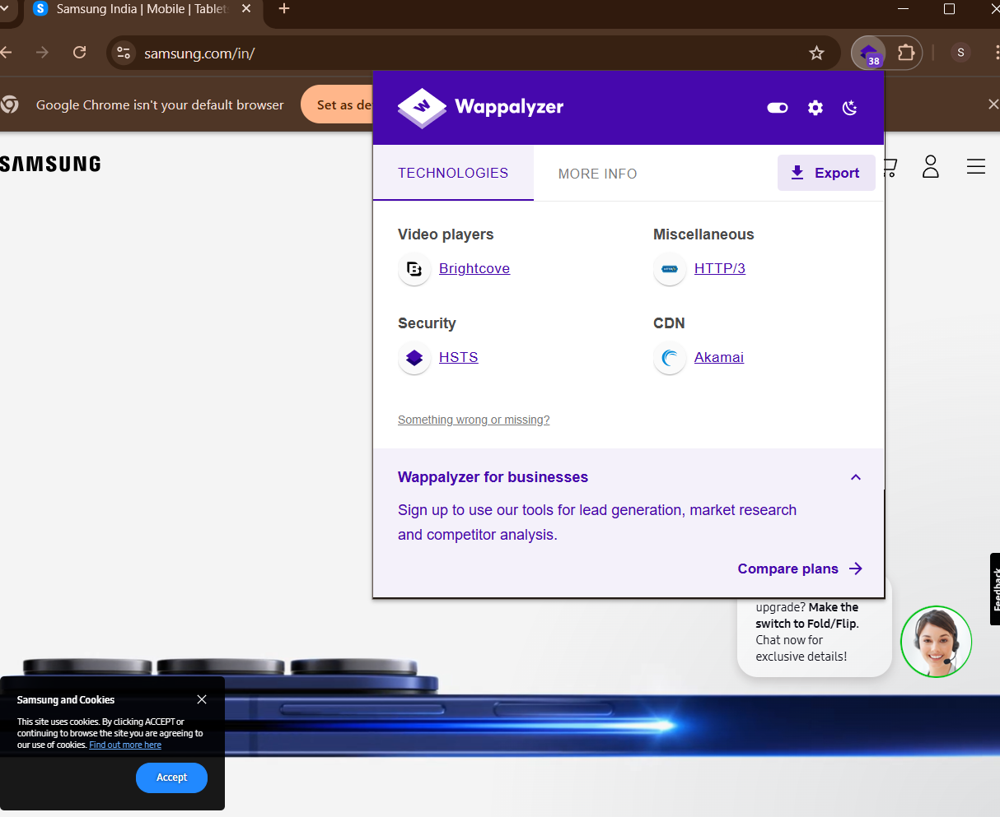 Samsung India | Mobile | Tablet
samsung.com/in/
38
S
Google Chrome isn't your default browser
Set as de
SAMSUNG
Wappalyzer
TECHNOLOGIES
MORE INFO
Export
Video players
Miscellaneous
Brightcove
HTTP/3
Security
CDN
HSTS
Akamai
Something wrong or missing?
Wappalyzer for businesses
Sign up to use our tools for lead generation, market research
and competitor analysis.
Compare plans
Feedback
upgrade? Make the
switch to Fold/Flip.
Chat now for
exclusive details!
Samsung and Cookies
This site uses cookies. By clicking ACCEPT or
continuing to browse the site you are agreeing to
our use of cookies. Find out more here
Accept